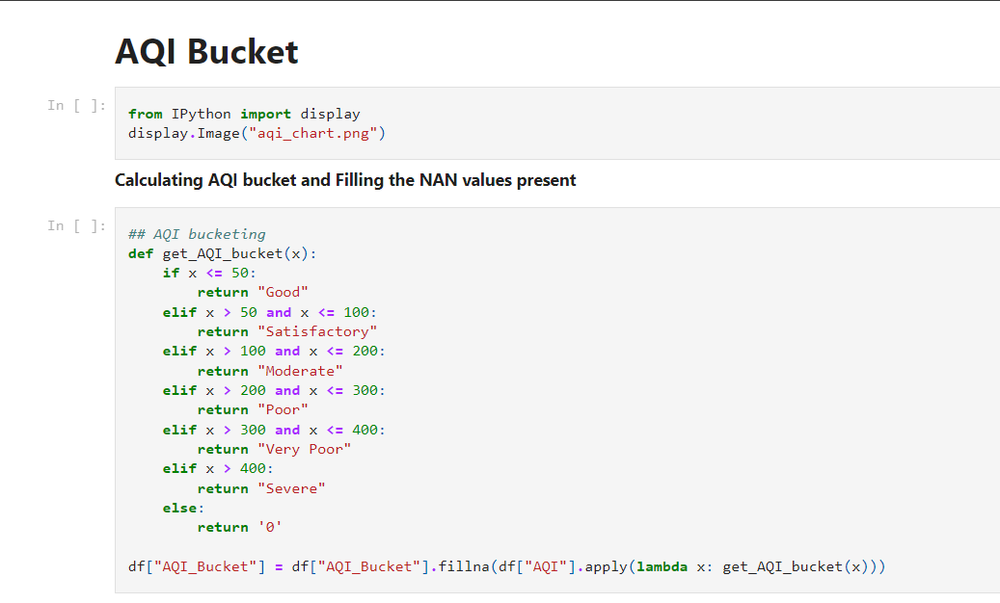 AQI Bucket
In [ ]:
from IPython import display
display.Image("aqi_chart.png")
Calculating AQI bucket and Filling the NAN values present
In [ ]:
## AQI bucketing
def get_AQI_bucket(x):
    if x <= 50:
        return "Good"
    elif x > 50 and x <= 100:
        return "Satisfactory"
    elif x > 100 and x <= 200:
        return "Moderate"
    elif x > 200 and x <= 300:
        return "Poor"
    elif x > 300 and x <= 400:
        return "Very Poor"
    elif x > 400:
        return "Severe"
    else:
        return '0'
df["AQI_Bucket"] = df["AQI_Bucket"].fillna(df["AQI"].apply(lambda x: get_AQI_bucket(x)))